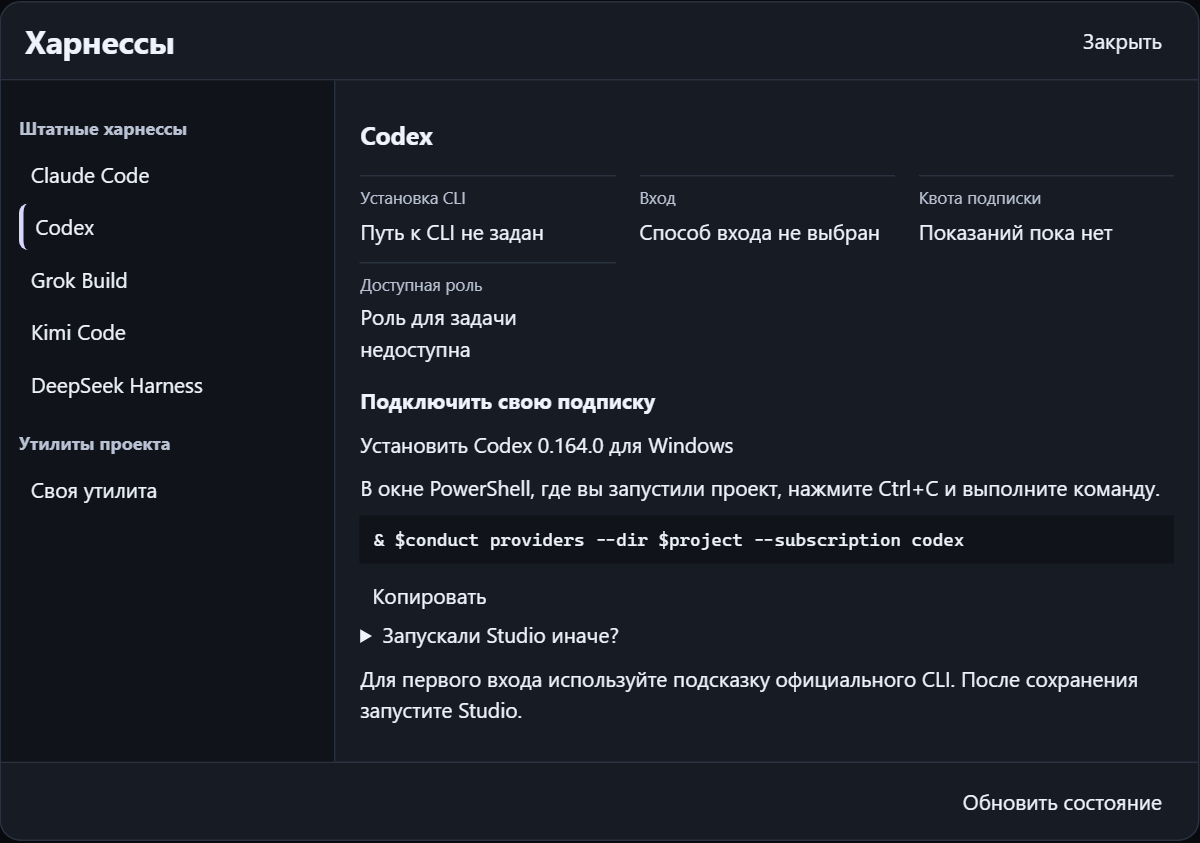 Харнессы
Закрыть
Штатные харнессы
Claude Code
Codex
Grok Build
Kimi Code
DeepSeek Harness
Утилиты проекта
Своя утилита
Codex
Установка CLI
Путь к CLI не задан
Вход
Способ входа не выбран
Квота подписки
Показаний пока нет
Доступная роль
Роль для задачи
недоступна
Подключить свою подписку
Установить Codex 0.164.0 для Windows
В окне PowerShell, где вы запустили проект, нажмите Ctrl+C и выполните команду.
& $conduct providers --dir $project --subscription codex
Копировать
Запускали Studio иначе?
Для первого входа используйте подсказку официального CLI. После сохранения
запустите Studio.
Обновить состояние